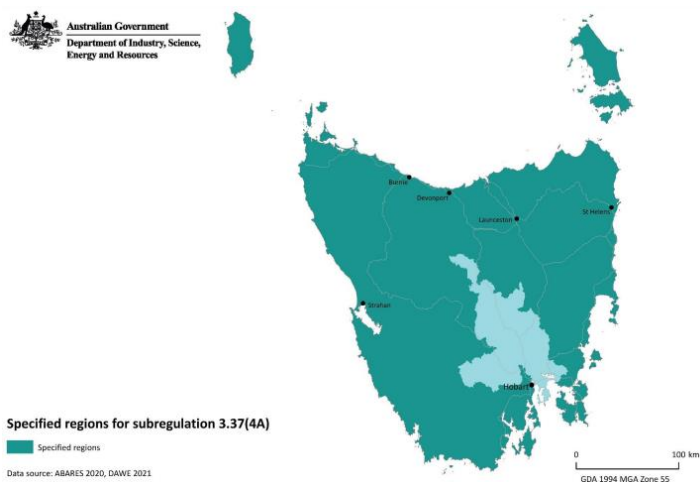 Australian Government
Department of Industry, Science,
Energy and Resources
Burnie
Devonport
Launceston
St Helens
Strahan
Hobart
Specified regions for subregulation 3.37(4A)
Specified regions
Data source: ABARES 2020, DAWE 2021
0
100 km
GDA 1994 MGA Zone 55